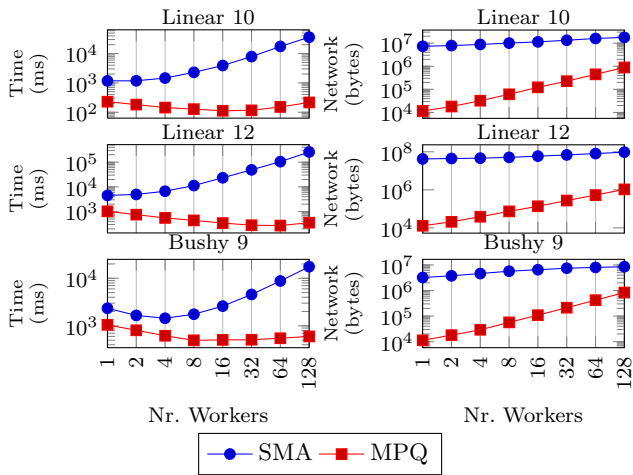 Linear 10
Linear 10
Time (ms)
10^4
10^3
10^2
Network (bytes)
10^7
10^6
10^5
10^4
Linear 12
Linear 12
Time (ms)
10^5
10^4
10^3
Network (bytes)
10^8
10^6
10^4
Bushy 9
Bushy 9
Time (ms)
10^4
10^3
Network (bytes)
10^7
10^6
10^5
10^4
1 2 4 8 16 32 64 128
1 2 4 8 16 32 64 128
Nr. Workers
Nr. Workers
SMA MPQ